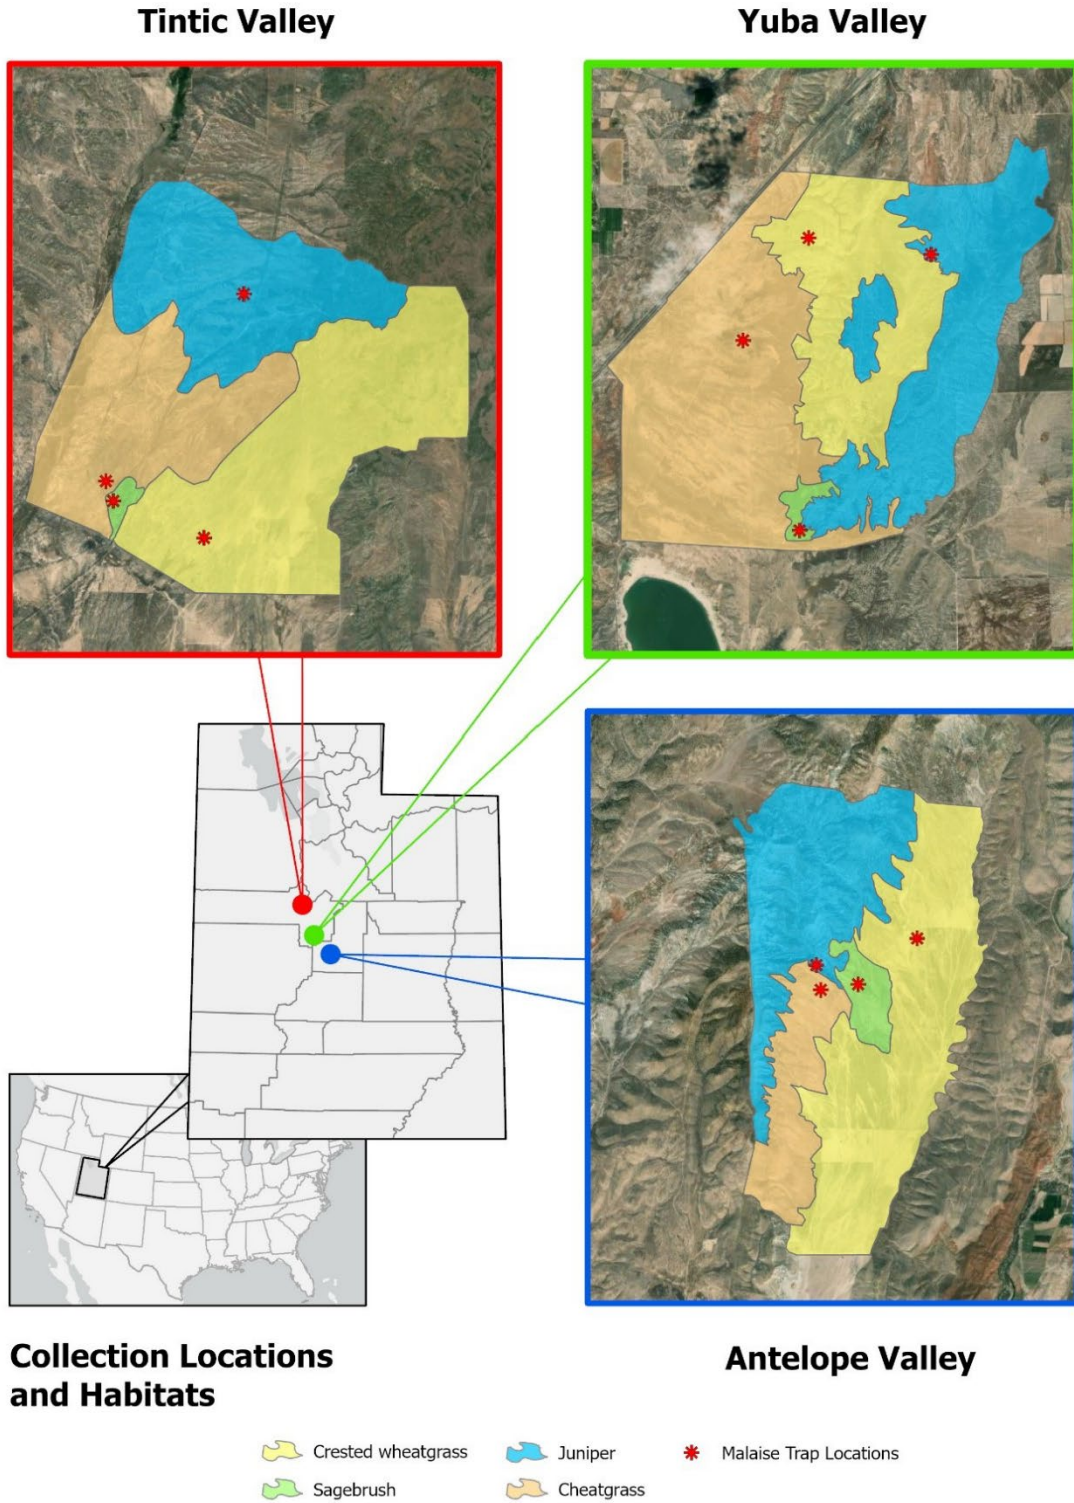 Tintic Valley
Yuba Valley
Collection Locations
and Habitats
Antelope Valley
Crested wheatgrass
Juniper
Malaise Trap Locations
Sagebrush
Cheatgrass